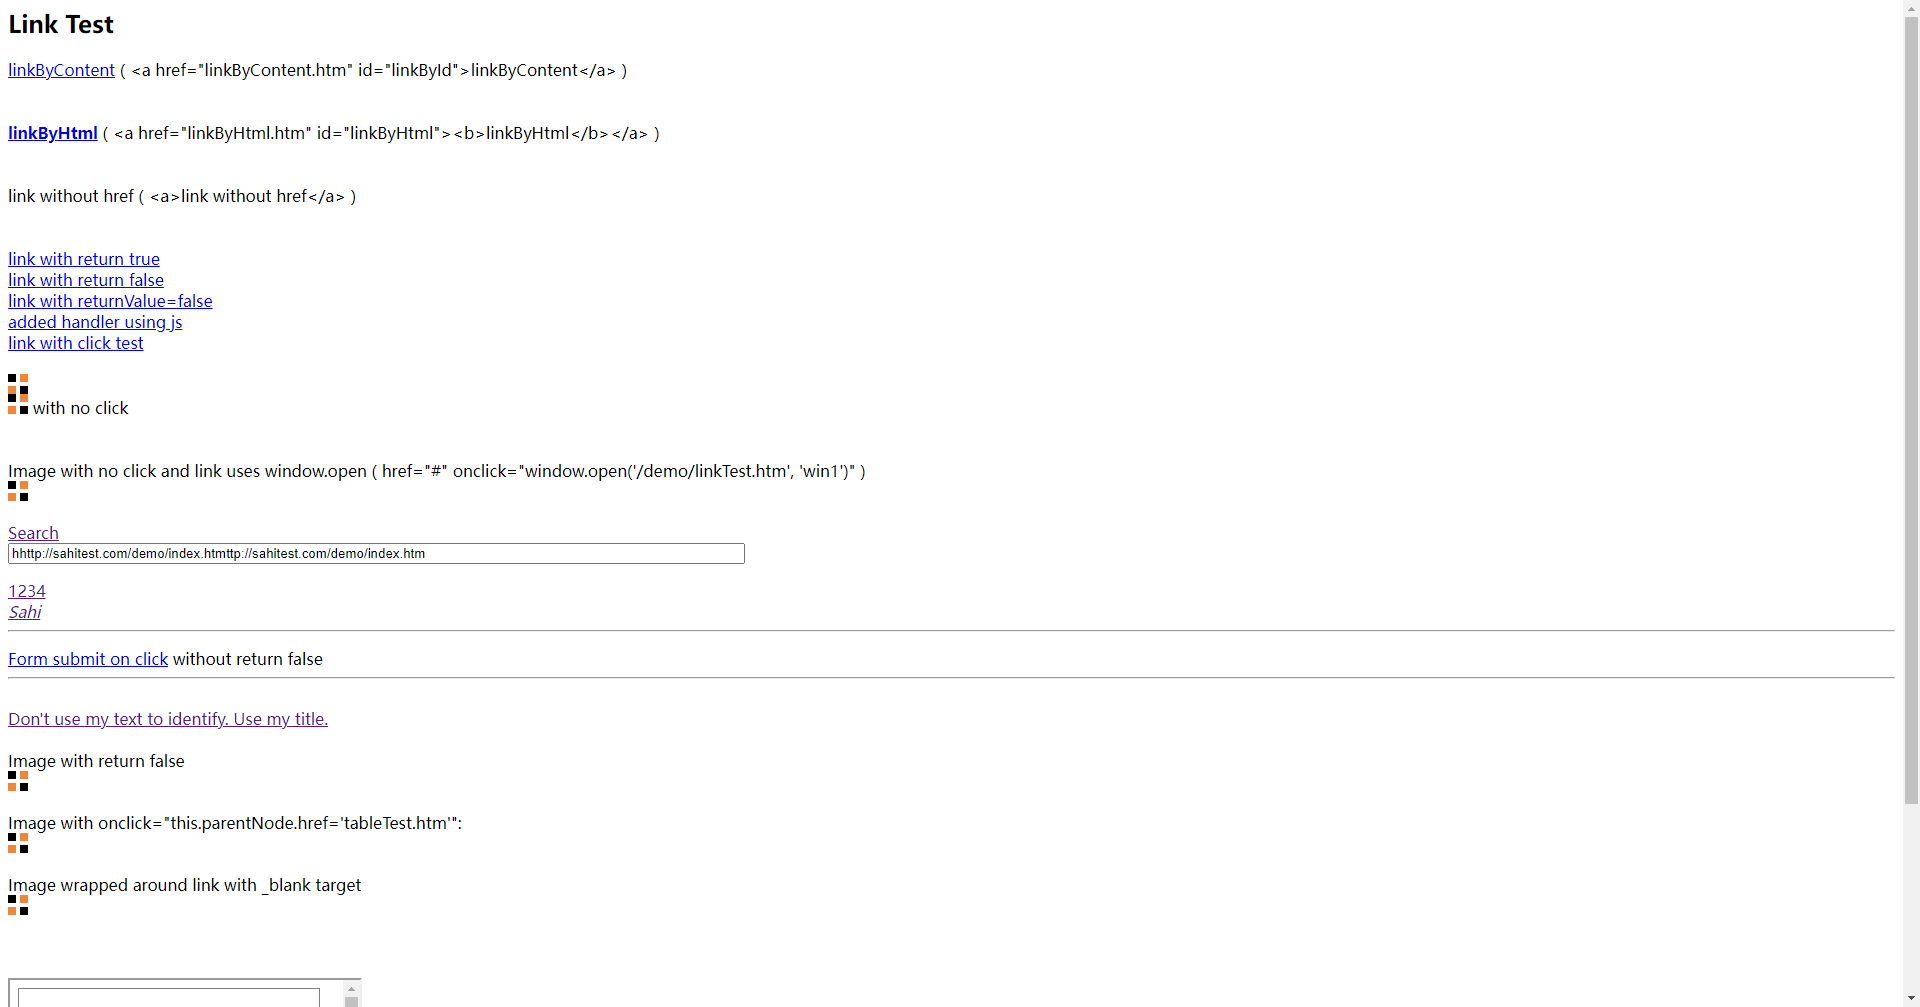 Link Test
linkByContent ( <a href="linkByContent.htm" id="linkById">linkByContent</a> )
linkByHtml ( <a href="linkByHtml.htm" id="linkByHtml"><b>linkByHtml</b></a> )
link without href ( <a>link without href</a> )
link with return true
link with return false
link with returnValue=false
added handler using js
link with click test
with no click
Image with no click and link uses window.open ( href="#" onclick="window.open('/demo/linkTest.htm', 'win1')" )
Search
hhttp://sahitest.com/demo/index.htmttp://sahitest.com/demo/index.htm
1234
Sahi
Form submit on click without return false
Don't use my text to identify. Use my title.
Image with return false
Image with onclick="this.parentNode.href='tableTest.htm'":
Image wrapped around link with _blank target